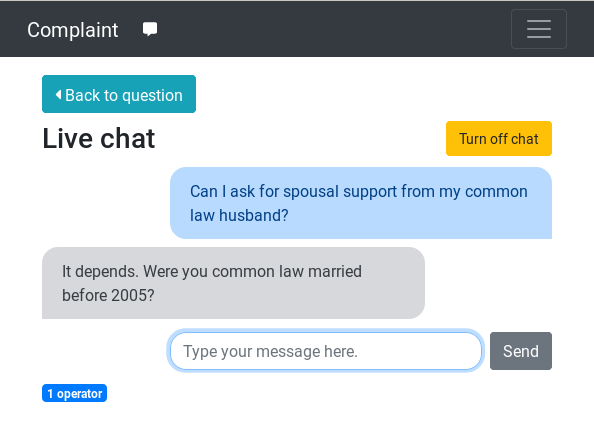 Complaint
Back to question
Live chat
Turn off chat
Can I ask for spousal support from my common
law husband?
It depends. Were you common law married
before 2005?
Type your message here.
Send
1 operator